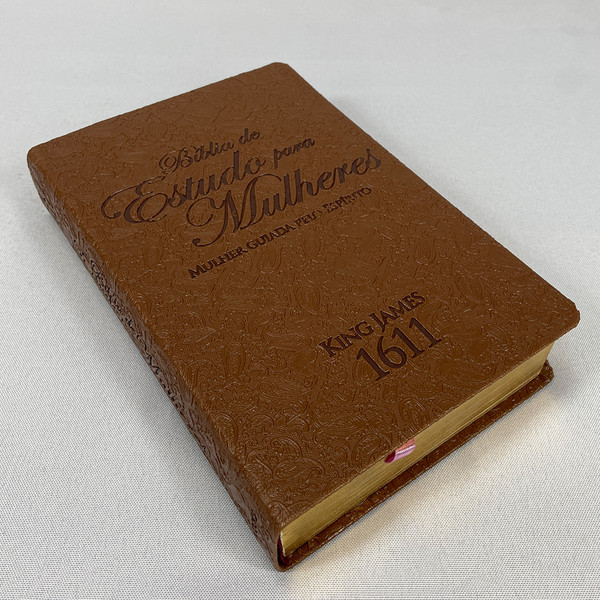 Bíblia de
Estudo para
Mulheres
MULHER GUIADA PELO ESPÍRITO
KING JAMES
1611